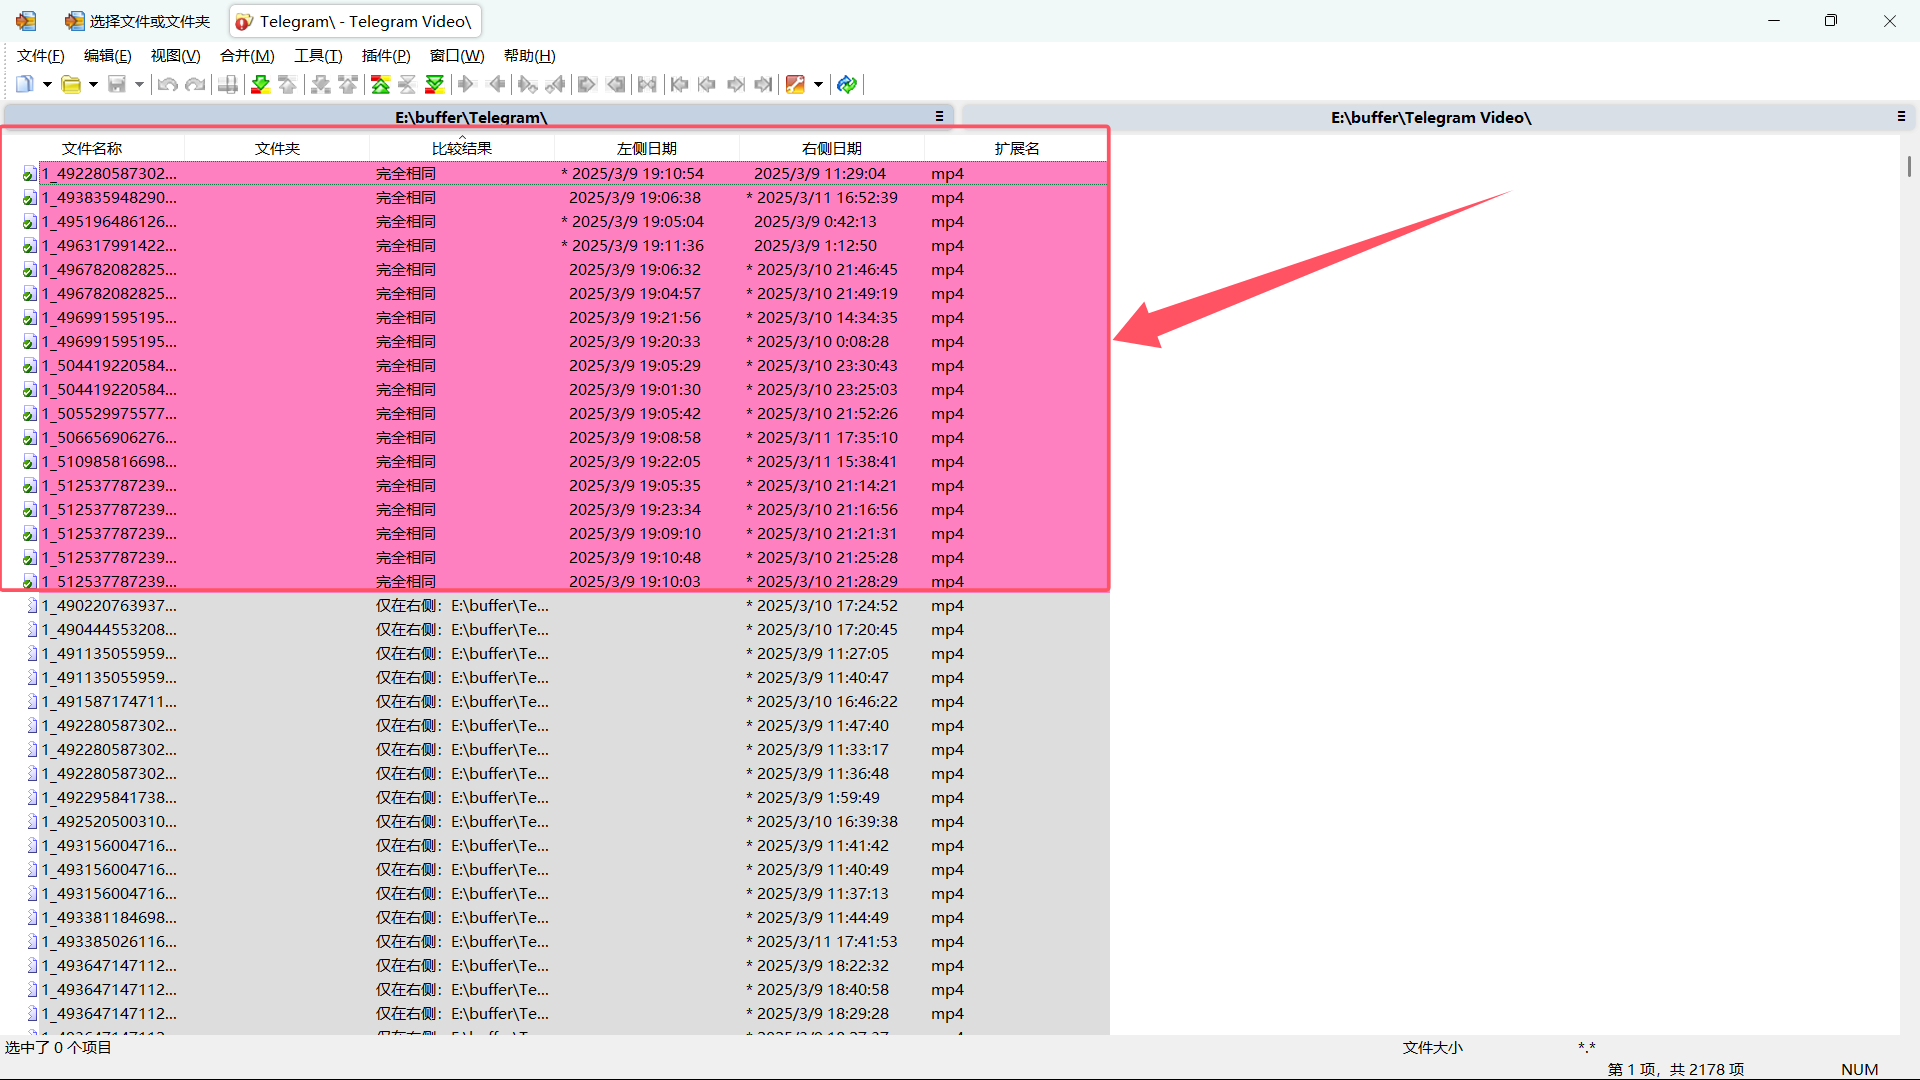 选择文件或文件夹 Telegram\ - Telegram Video\
文件(F) 编辑(E) 视图(V) 合并(M) 工具(T) 插件(P) 窗口(W) 帮助(H)
E:\buffer\Telegram\ E:\buffer\Telegram Video\
文件名称 文件夹 比较结果 左侧日期 右侧日期 扩展名
1_492280587302... 完全相同 * 2025/3/9 19:10:54 2025/3/9 11:29:04 mp4
1_493835948290... 完全相同 2025/3/9 19:06:38 * 2025/3/11 16:52:39 mp4
1_495196486126... 完全相同 * 2025/3/9 19:05:04 2025/3/9 0:42:13 mp4
1_496317991422... 完全相同 * 2025/3/9 19:11:36 2025/3/9 1:12:50 mp4
1_496782082825... 完全相同 2025/3/9 19:06:32 * 2025/3/10 21:46:45 mp4
1_496782082825... 完全相同 2025/3/9 19:04:57 * 2025/3/10 21:49:19 mp4
1_496991595195... 完全相同 2025/3/9 19:21:56 * 2025/3/10 14:34:35 mp4
1_496991595195... 完全相同 2025/3/9 19:20:33 * 2025/3/10 0:08:28 mp4
1_504419220584... 完全相同 2025/3/9 19:05:29 * 2025/3/10 23:30:43 mp4
1_504419220584... 完全相同 2025/3/9 19:01:30 * 2025/3/10 23:25:03 mp4
1_505529975577... 完全相同 2025/3/9 19:05:42 * 2025/3/10 21:52:26 mp4
1_506656906276... 完全相同 2025/3/9 19:08:58 * 2025/3/11 17:35:10 mp4
1_510985816698... 完全相同 2025/3/9 19:22:05 * 2025/3/11 15:38:41 mp4
1_512537787239... 完全相同 2025/3/9 19:05:35 * 2025/3/10 21:14:21 mp4
1_512537787239... 完全相同 2025/3/9 19:23:34 * 2025/3/10 21:16:56 mp4
1_512537787239... 完全相同 2025/3/9 19:09:10 * 2025/3/10 21:21:31 mp4
1_512537787239... 完全相同 2025/3/9 19:10:48 * 2025/3/10 21:25:28 mp4
1_512537787239... 完全相同 2025/3/9 19:10:03 * 2025/3/10 21:28:29 mp4
1_490220763937... 仅在右侧：E:\buffer\Te... * 2025/3/10 17:24:52 mp4
1_490444553208... 仅在右侧：E:\buffer\Te... * 2025/3/10 17:20:45 mp4
1_491135055959... 仅在右侧：E:\buffer\Te... * 2025/3/9 11:27:05 mp4
1_491135055959... 仅在右侧：E:\buffer\Te... * 2025/3/9 11:40:47 mp4
1_491587174711... 仅在右侧：E:\buffer\Te... * 2025/3/10 16:46:22 mp4
1_492280587302... 仅在右侧：E:\buffer\Te... * 2025/3/9 11:47:40 mp4
1_492280587302... 仅在右侧：E:\buffer\Te... * 2025/3/9 11:33:17 mp4
1_492280587302... 仅在右侧：E:\buffer\Te... * 2025/3/9 11:36:48 mp4
1_492295841738... 仅在右侧：E:\buffer\Te... * 2025/3/9 1:59:49 mp4
1_492520500310... 仅在右侧：E:\buffer\Te... * 2025/3/10 16:39:38 mp4
1_493156004716... 仅在右侧：E:\buffer\Te... * 2025/3/9 11:41:42 mp4
1_493156004716... 仅在右侧：E:\buffer\Te... * 2025/3/9 11:40:49 mp4
1_493156004716... 仅在右侧：E:\buffer\Te... * 2025/3/9 11:37:13 mp4
1_493381184698... 仅在右侧：E:\buffer\Te... * 2025/3/9 11:44:49 mp4
1_493385026116... 仅在右侧：E:\buffer\Te... * 2025/3/11 17:41:53 mp4
1_493647147112... 仅在右侧：E:\buffer\Te... * 2025/3/9 18:22:32 mp4
1_493647147112... 仅在右侧：E:\buffer\Te... * 2025/3/9 18:40:58 mp4
1_493647147112... 仅在右侧：E:\buffer\Te... * 2025/3/9 18:29:28 mp4
选中了 0 个项目 文件大小 *.*
第 1 项，共 2178 项 NUM